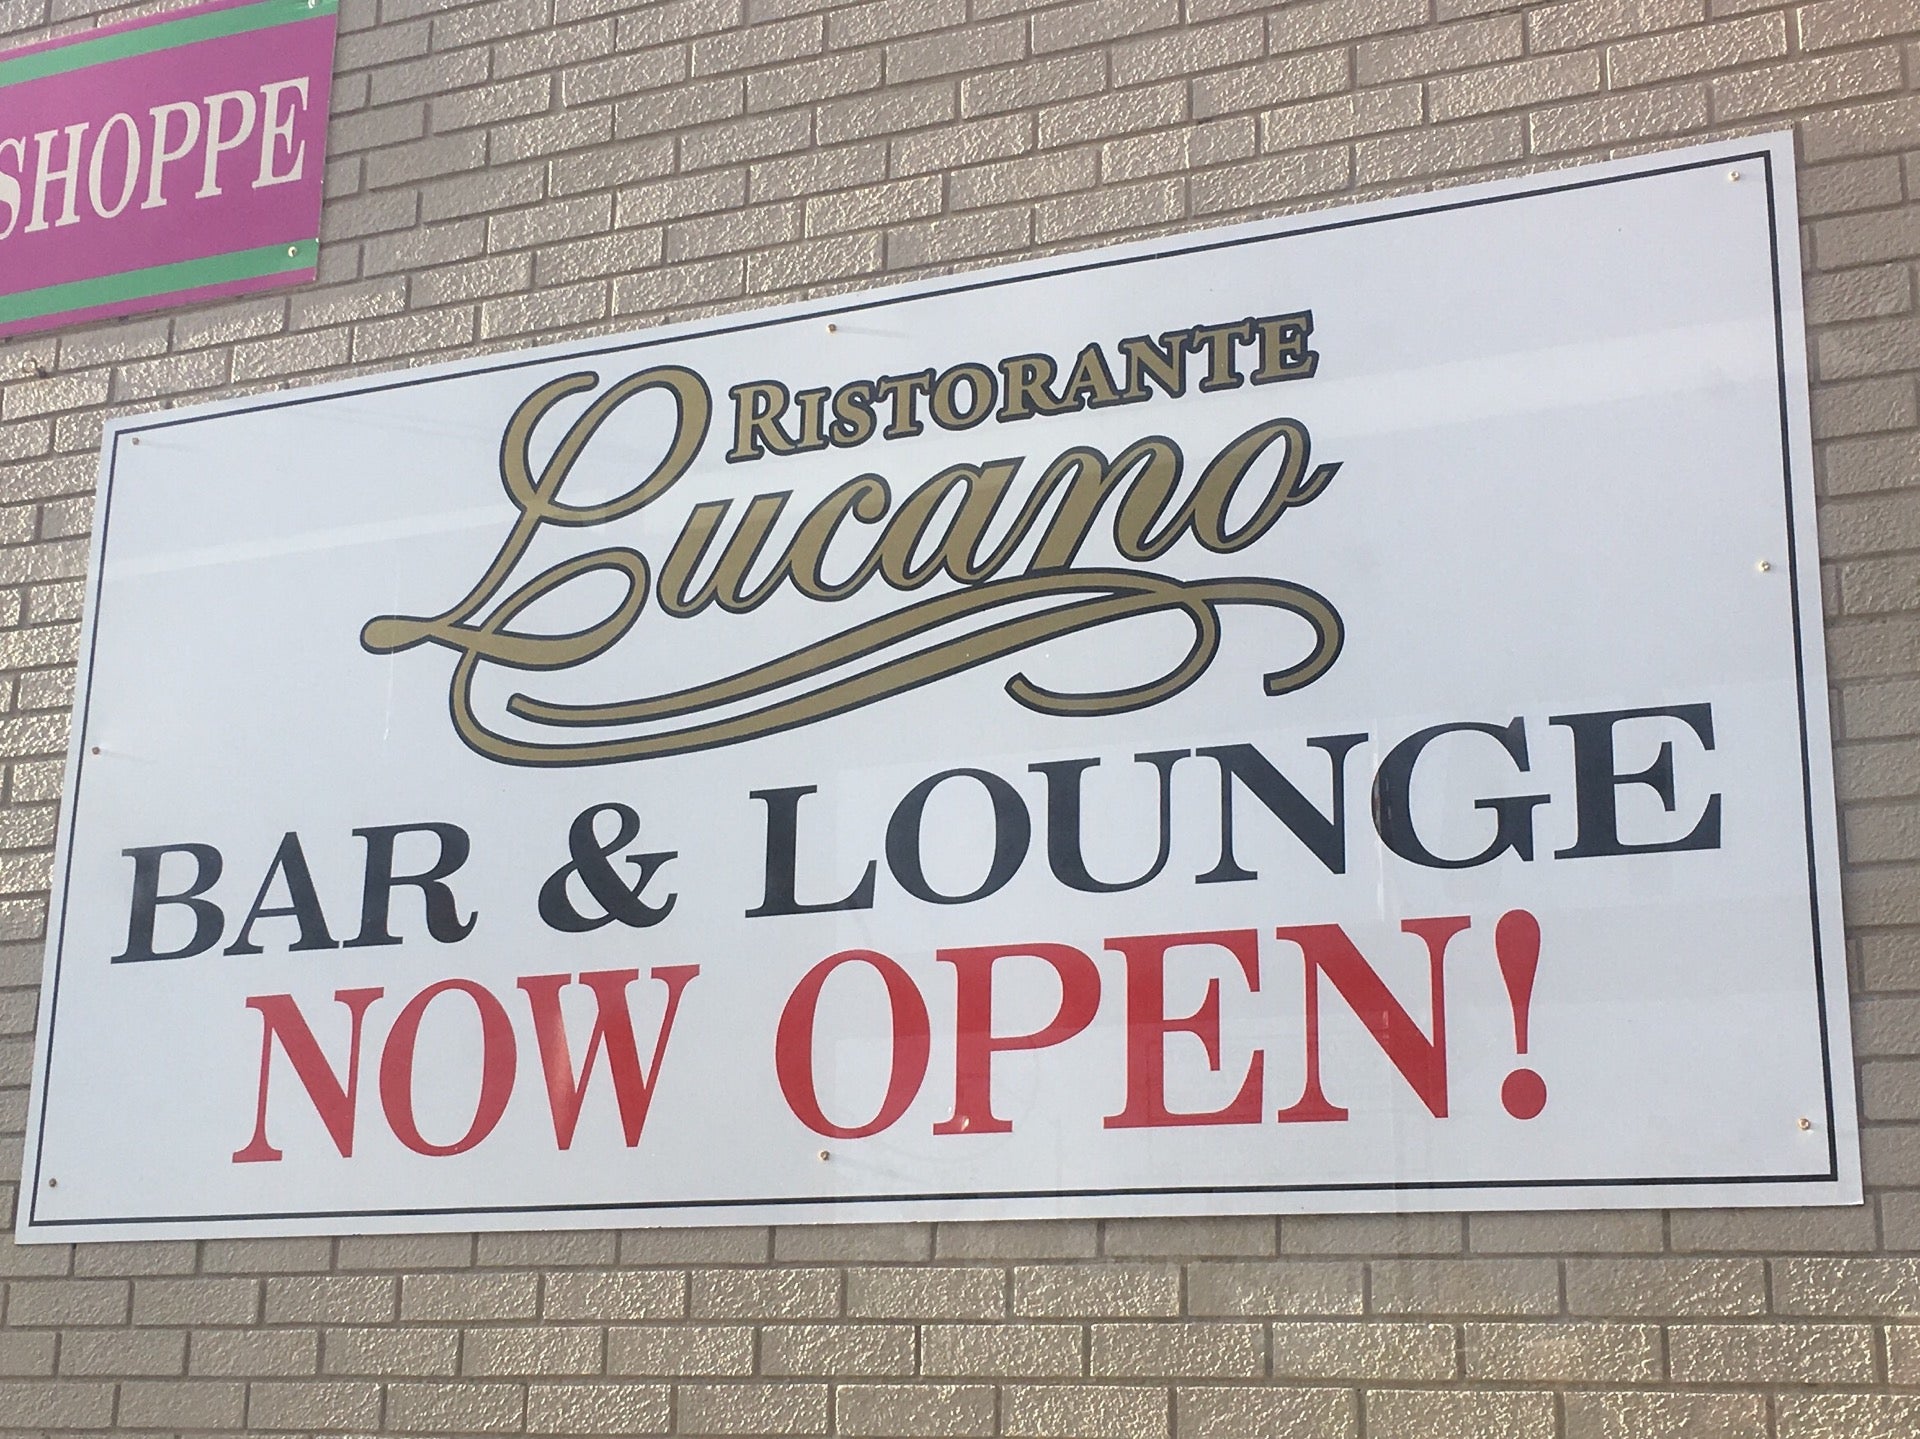 SHOPPE
RISTORANTE
Lucano
BAR & LOUNGE
NOW OPEN!